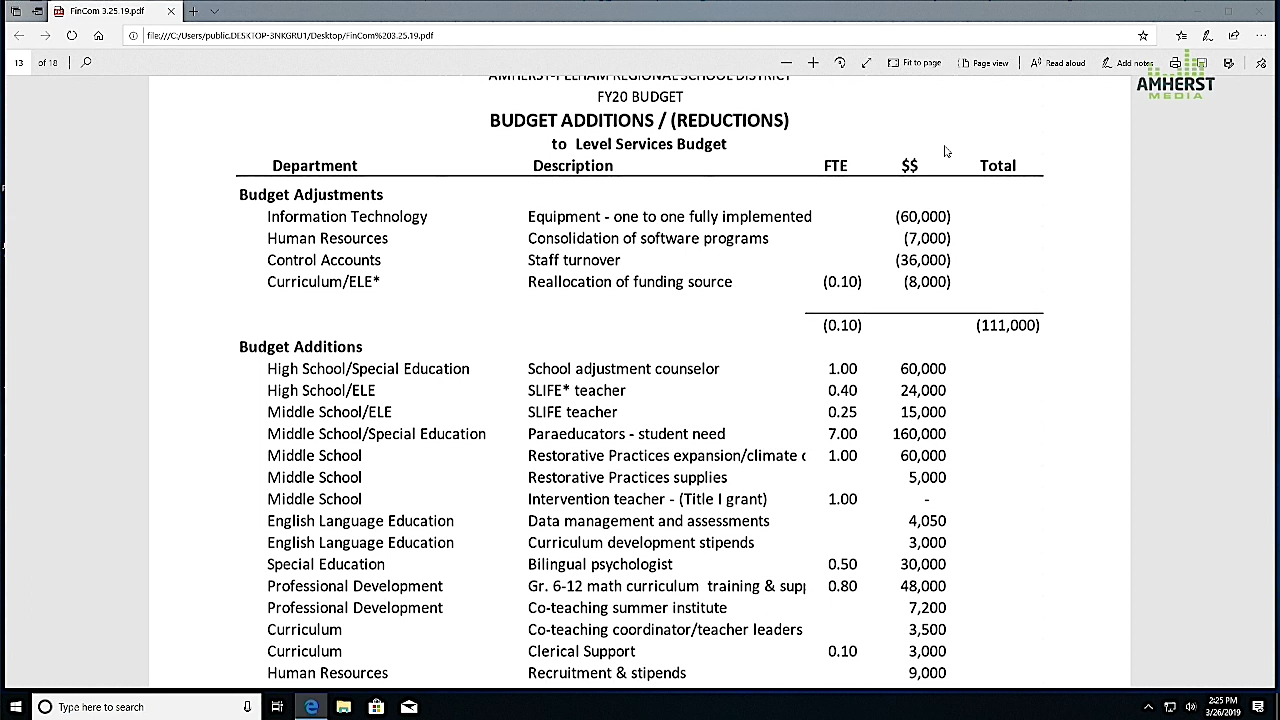 FinCom 3.25.19.pdf
file:///C:/Users/public.DESKTOP-3NKGRU1/Desktop/FinCom%203.25.19.pdf
13 of 18 Fit to page Page view Read aloud Add notes
AMHERST MEDIA
AMHERST-PELHAM REGIONAL SCHOOL DISTRICT
FY20 BUDGET
BUDGET ADDITIONS / (REDUCTIONS)
to Level Services Budget
Department Description FTE $$ Total
Budget Adjustments
Information Technology Equipment - one to one fully implemented (60,000)
Human Resources Consolidation of software programs (7,000)
Control Accounts Staff turnover (36,000)
Curriculum/ELE* Reallocation of funding source (0.10) (8,000)
(0.10) (111,000)
Budget Additions
High School/Special Education School adjustment counselor 1.00 60,000
High School/ELE SLIFE* teacher 0.40 24,000
Middle School/ELE SLIFE teacher 0.25 15,000
Middle School/Special Education Paraeducators - student need 7.00 160,000
Middle School Restorative Practices expansion/climate 1.00 60,000
Middle School Restorative Practices supplies 5,000
Middle School Intervention teacher - (Title I grant) 1.00 -
English Language Education Data management and assessments 4,050
English Language Education Curriculum development stipends 3,000
Special Education Bilingual psychologist 0.50 30,000
Professional Development Gr. 6-12 math curriculum training & supp 0.80 48,000
Professional Development Co-teaching summer institute 7,200
Curriculum Co-teaching coordinator/teacher leaders 3,500
Curriculum Clerical Support 0.10 3,000
Human Resources Recruitment & stipends 9,000
Type here to search
2:25 PM
3/26/2019